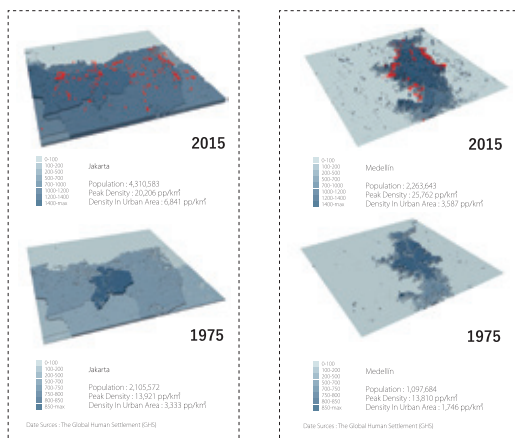 2015
0-100
100-200
200-500
500-700
700-1000
1000-1200
1200-1400
1400-max
Jakarta
Population : 4,310,583
Peak Density : 20,206 pp/km²
Density In Urban Area : 6,841 pp/km²
1975
0-100
100-200
200-500
500-700
700-750
750-800
800-850
850-max
Jakarta
Population : 2,105,572
Peak Density : 13,921 pp/km²
Density In Urban Area : 3,333 pp/km²
Date Surces : The Global Human Settlement (GHS)
2015
0-100
100-200
200-500
500-700
700-1000
1000-1200
1200-1400
1400-max
Medellín
Population : 2,263,643
Peak Density : 25,762 pp/km²
Density In Urban Area : 3,587 pp/km²
1975
0-100
100-200
200-500
500-700
700-750
750-800
800-850
850-max
Medellín
Population : 1,097,684
Peak Density : 13,810 pp/km²
Density In Urban Area : 1,746 pp/km²
Date Surces : The Global Human Settlement (GHS)